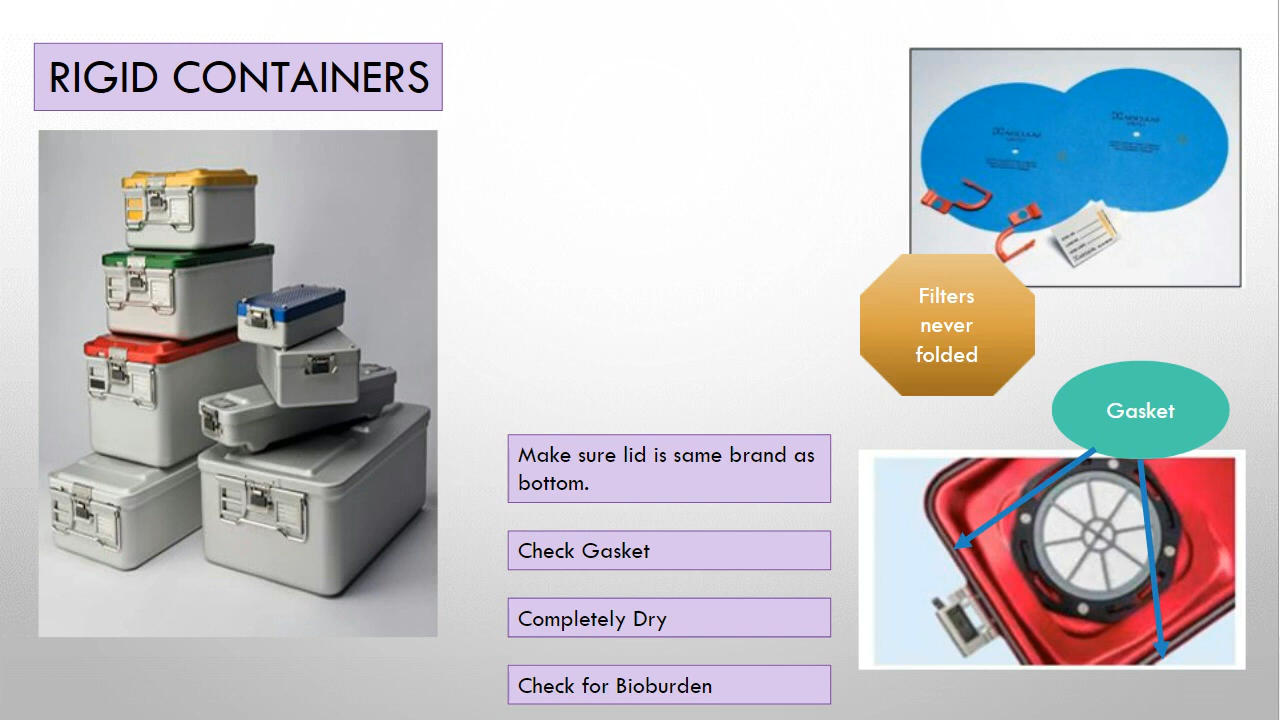 RIGID CONTAINERS
Filters
never
folded
Gasket
Make sure lid is same brand as
bottom.
Check Gasket
Completely Dry
Check for Bioburden